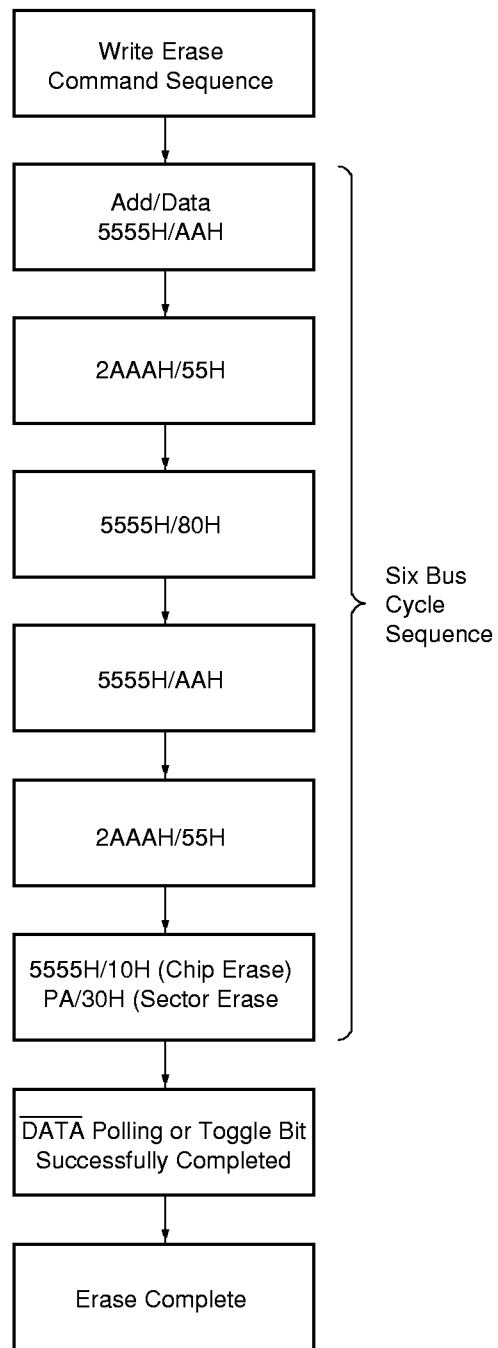 Write Erase
Command Sequence
Add/Data
5555H/AAH
2AAAH/55H
5555H/80H
5555H/AAH
2AAAH/55H
5555H/10H (Chip Erase)
PA/30H (Sector Erase
Six Bus
Cycle
Sequence
D̅A̅T̅A̅ Polling or Toggle Bit
Successfully Completed
Erase Complete